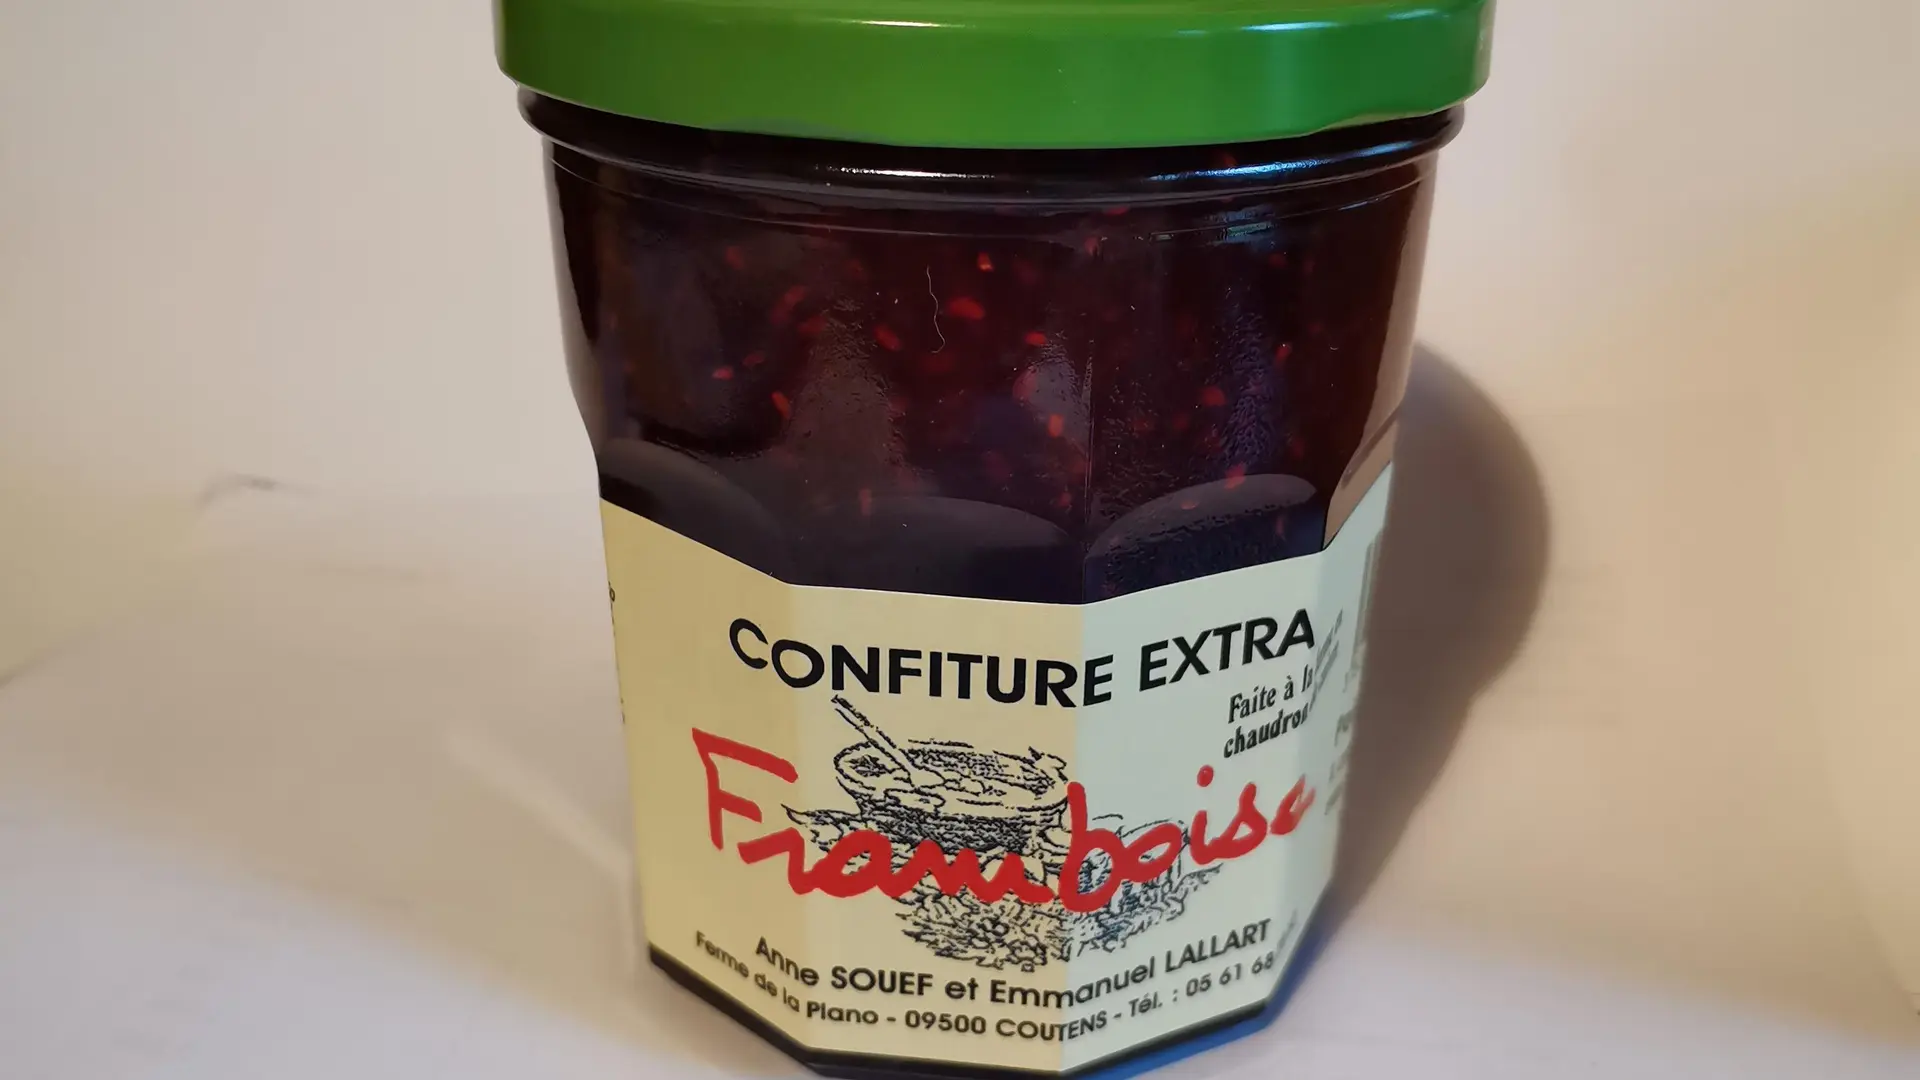 CONFITURE EXTRA
Faite à la
chaudron
Framboise
Anne SOUEF et Emmanuel LALLART
Ferme de la Plano - 09500 COUTENS - Tél. : 05 61 68